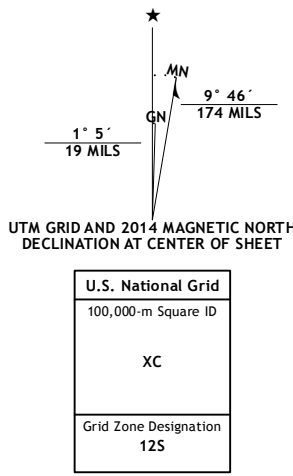 MN
GN
9° 46´
174 MILS
1° 5´
19 MILS
UTM GRID AND 2014 MAGNETIC NORTH
DECLINATION AT CENTER OF SHEET
U.S. National Grid
100,000-m Square ID
XC
Grid Zone Designation
12S